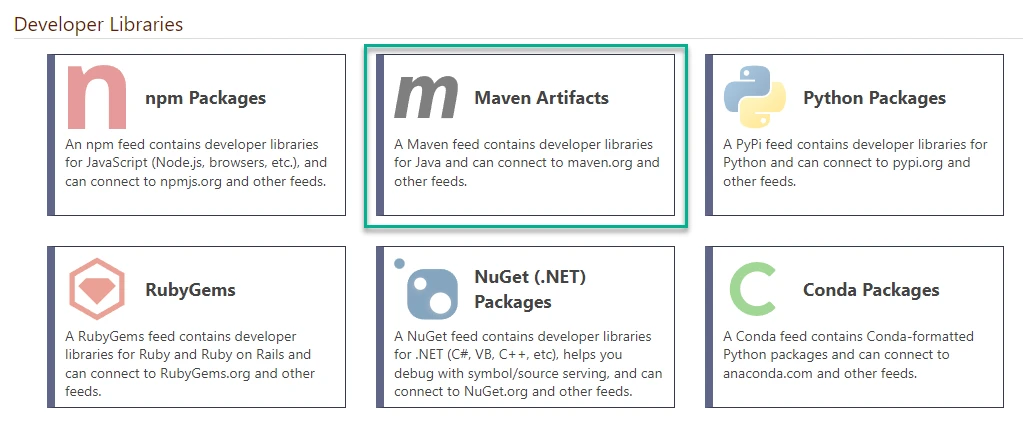 Developer Libraries
n
npm Packages
An npm feed contains developer libraries
for JavaScript (Node.js, browsers, etc.), and
can connect to npmjs.org and other feeds.
m
Maven Artifacts
A Maven feed contains developer libraries
for Java and can connect to maven.org and
other feeds.
Python Packages
A PyPi feed contains developer libraries for
Python and can connect to pypi.org and
other feeds.
RubyGems
A RubyGems feed contains developer
libraries for Ruby and Ruby on Rails and
can connect to RubyGems.org and other
feeds.
NuGet (.NET)
Packages
A NuGet feed contains developer libraries
for .NET (C#, VB, C++, etc), helps you
debug with symbol/source serving, and can
connect to NuGet.org and other feeds.
C
Conda Packages
A Conda feed contains Conda-formatted
Python packages and can connect to
anaconda.com and other feeds.